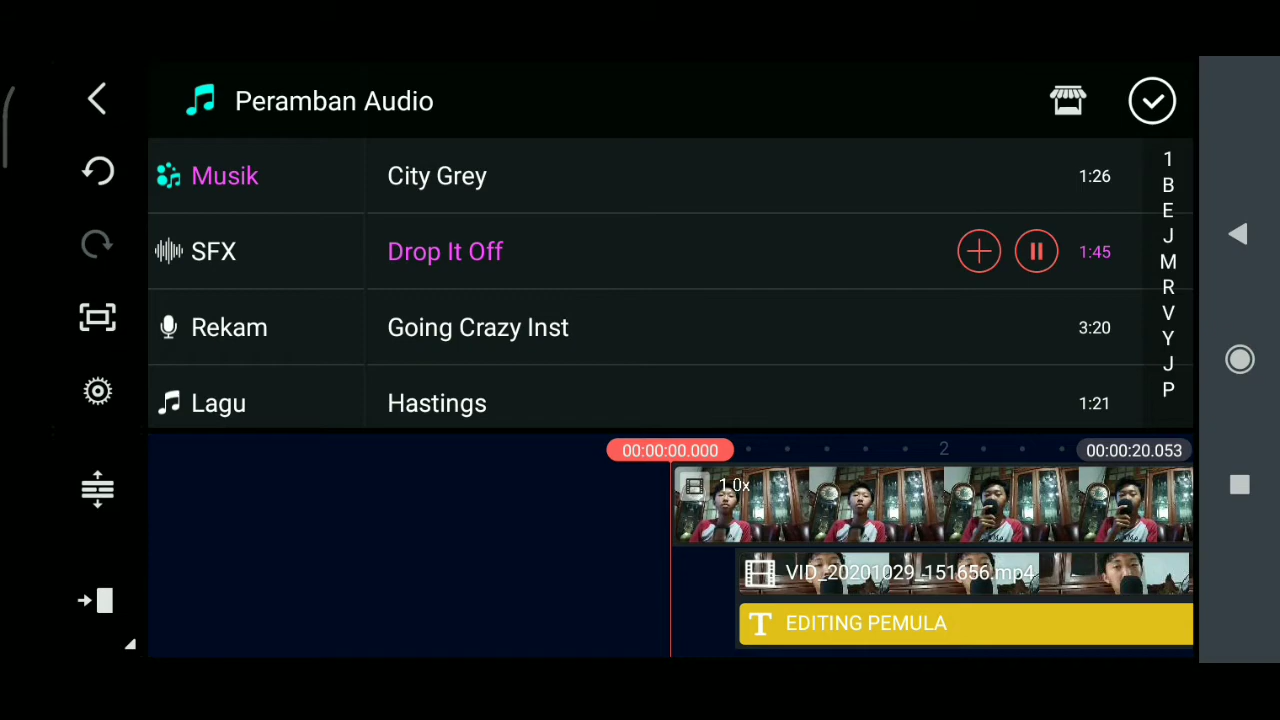 Peramban Audio
Musik
City Grey
1:26
1
B
E
J
M
R
V
Y
J
P
SFX
Drop It Off
1:45
Rekam
Going Crazy Inst
3:20
Lagu
Hastings
1:21
00:00:00.000
2
00:00:20.053
1.0x
VID_20201029_151656.mp4
T EDITING PEMULA